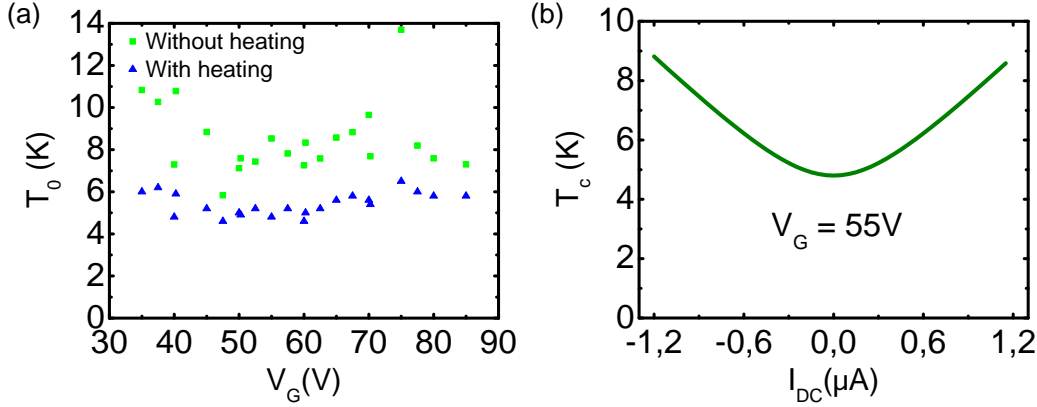 (a)
14
12
10
8
6
4
2
0
T0 (K)
Without heating
With heating
30 40 50 60 70 80 90
VG(V)
(b)
10
8
6
4
2
0
Tc (K)
VG = 55V
-1,2 -0,6 0,0 0,6 1,2
IDC(µA)